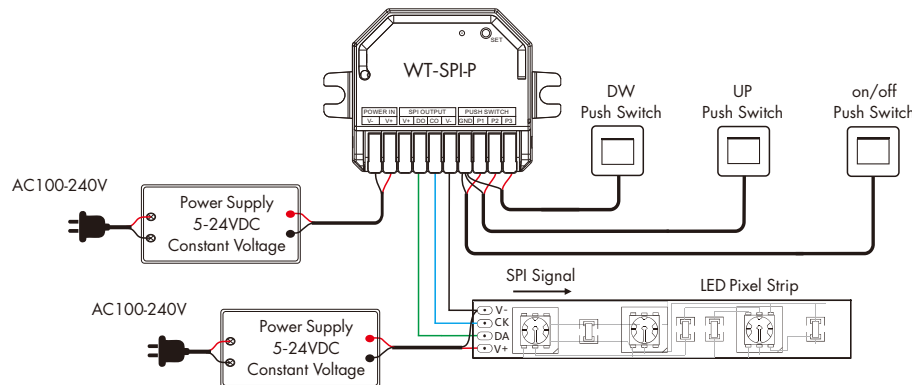 SET
WT-SPI-P
POWER IN SPI OUTPUT PUSH SWITCH
V- V+ V+ DO CO V- GND P1 P2 P3
DW
Push Switch
UP
Push Switch
on/off
Push Switch
AC100-240V
Power Supply
5-24VDC
Constant Voltage
SPI Signal
LED Pixel Strip
V-
CK
DA
V+
AC100-240V
Power Supply
5-24VDC
Constant Voltage